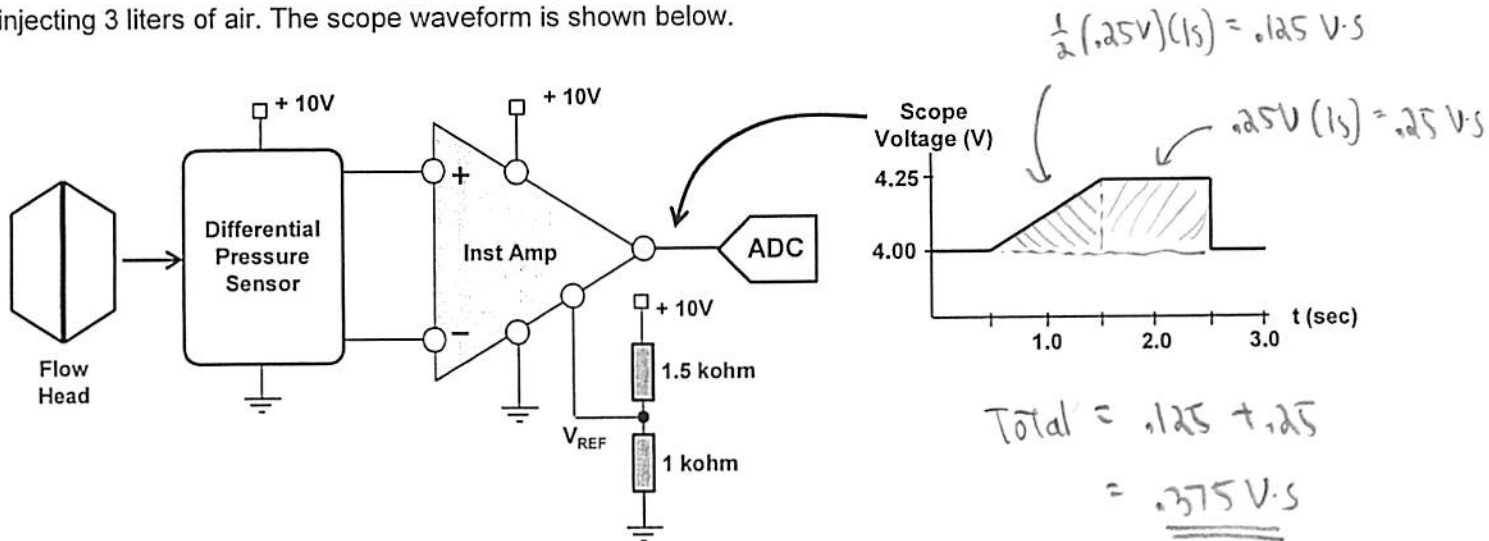 injecting 3 liters of air. The scope waveform is shown below.
½(.25V)(1s) = .125 V·S
.25V (1s) = .25 V·S
+ 10V
+ 10V
Scope
Voltage (V)
4.25
4.00
1.0
2.0
3.0
t (sec)
Differential
Pressure
Sensor
+
Inst Amp
−
ADC
Flow
Head
+ 10V
1.5 kohm
VREF
1 kohm
Total = .125 + .25
= .375 V·S